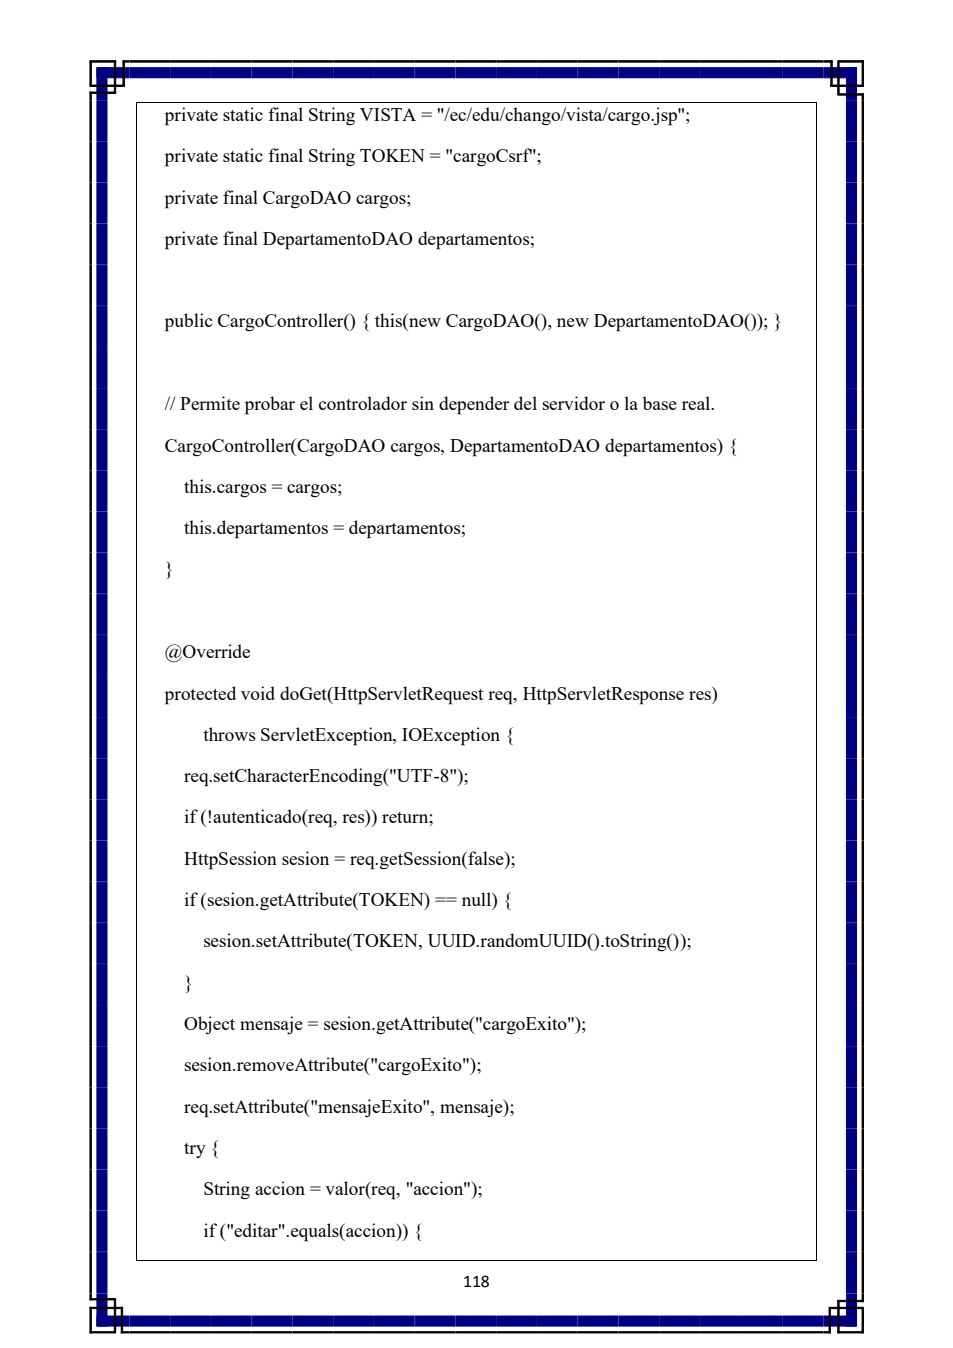 private static final String VISTA = "/ec/edu/chango/vista/cargo.jsp";
private static final String TOKEN = "cargoCsrf";
private final CargoDAO cargos;
private final DepartamentoDAO departamentos;
public CargoController() { this(new CargoDAO(), new DepartamentoDAO()); }
// Permite probar el controlador sin depender del servidor o la base real.
CargoController(CargoDAO cargos, DepartamentoDAO departamentos) {
this.cargos = cargos;
this.departamentos = departamentos;
}
@Override
protected void doGet(HttpServletRequest req, HttpServletResponse res)
throws ServletException, IOException {
req.setCharacterEncoding("UTF-8");
if (!autenticado(req, res)) return;
HttpSession sesion = req.getSession(false);
if (sesion.getAttribute(TOKEN) == null) {
sesion.setAttribute(TOKEN, UUID.randomUUID().toString());
}
Object mensaje = sesion.getAttribute("cargoExito");
sesion.removeAttribute("cargoExito");
req.setAttribute("mensajeExito", mensaje);
try {
String accion = valor(req, "accion");
if ("editar".equals(accion)) {
118